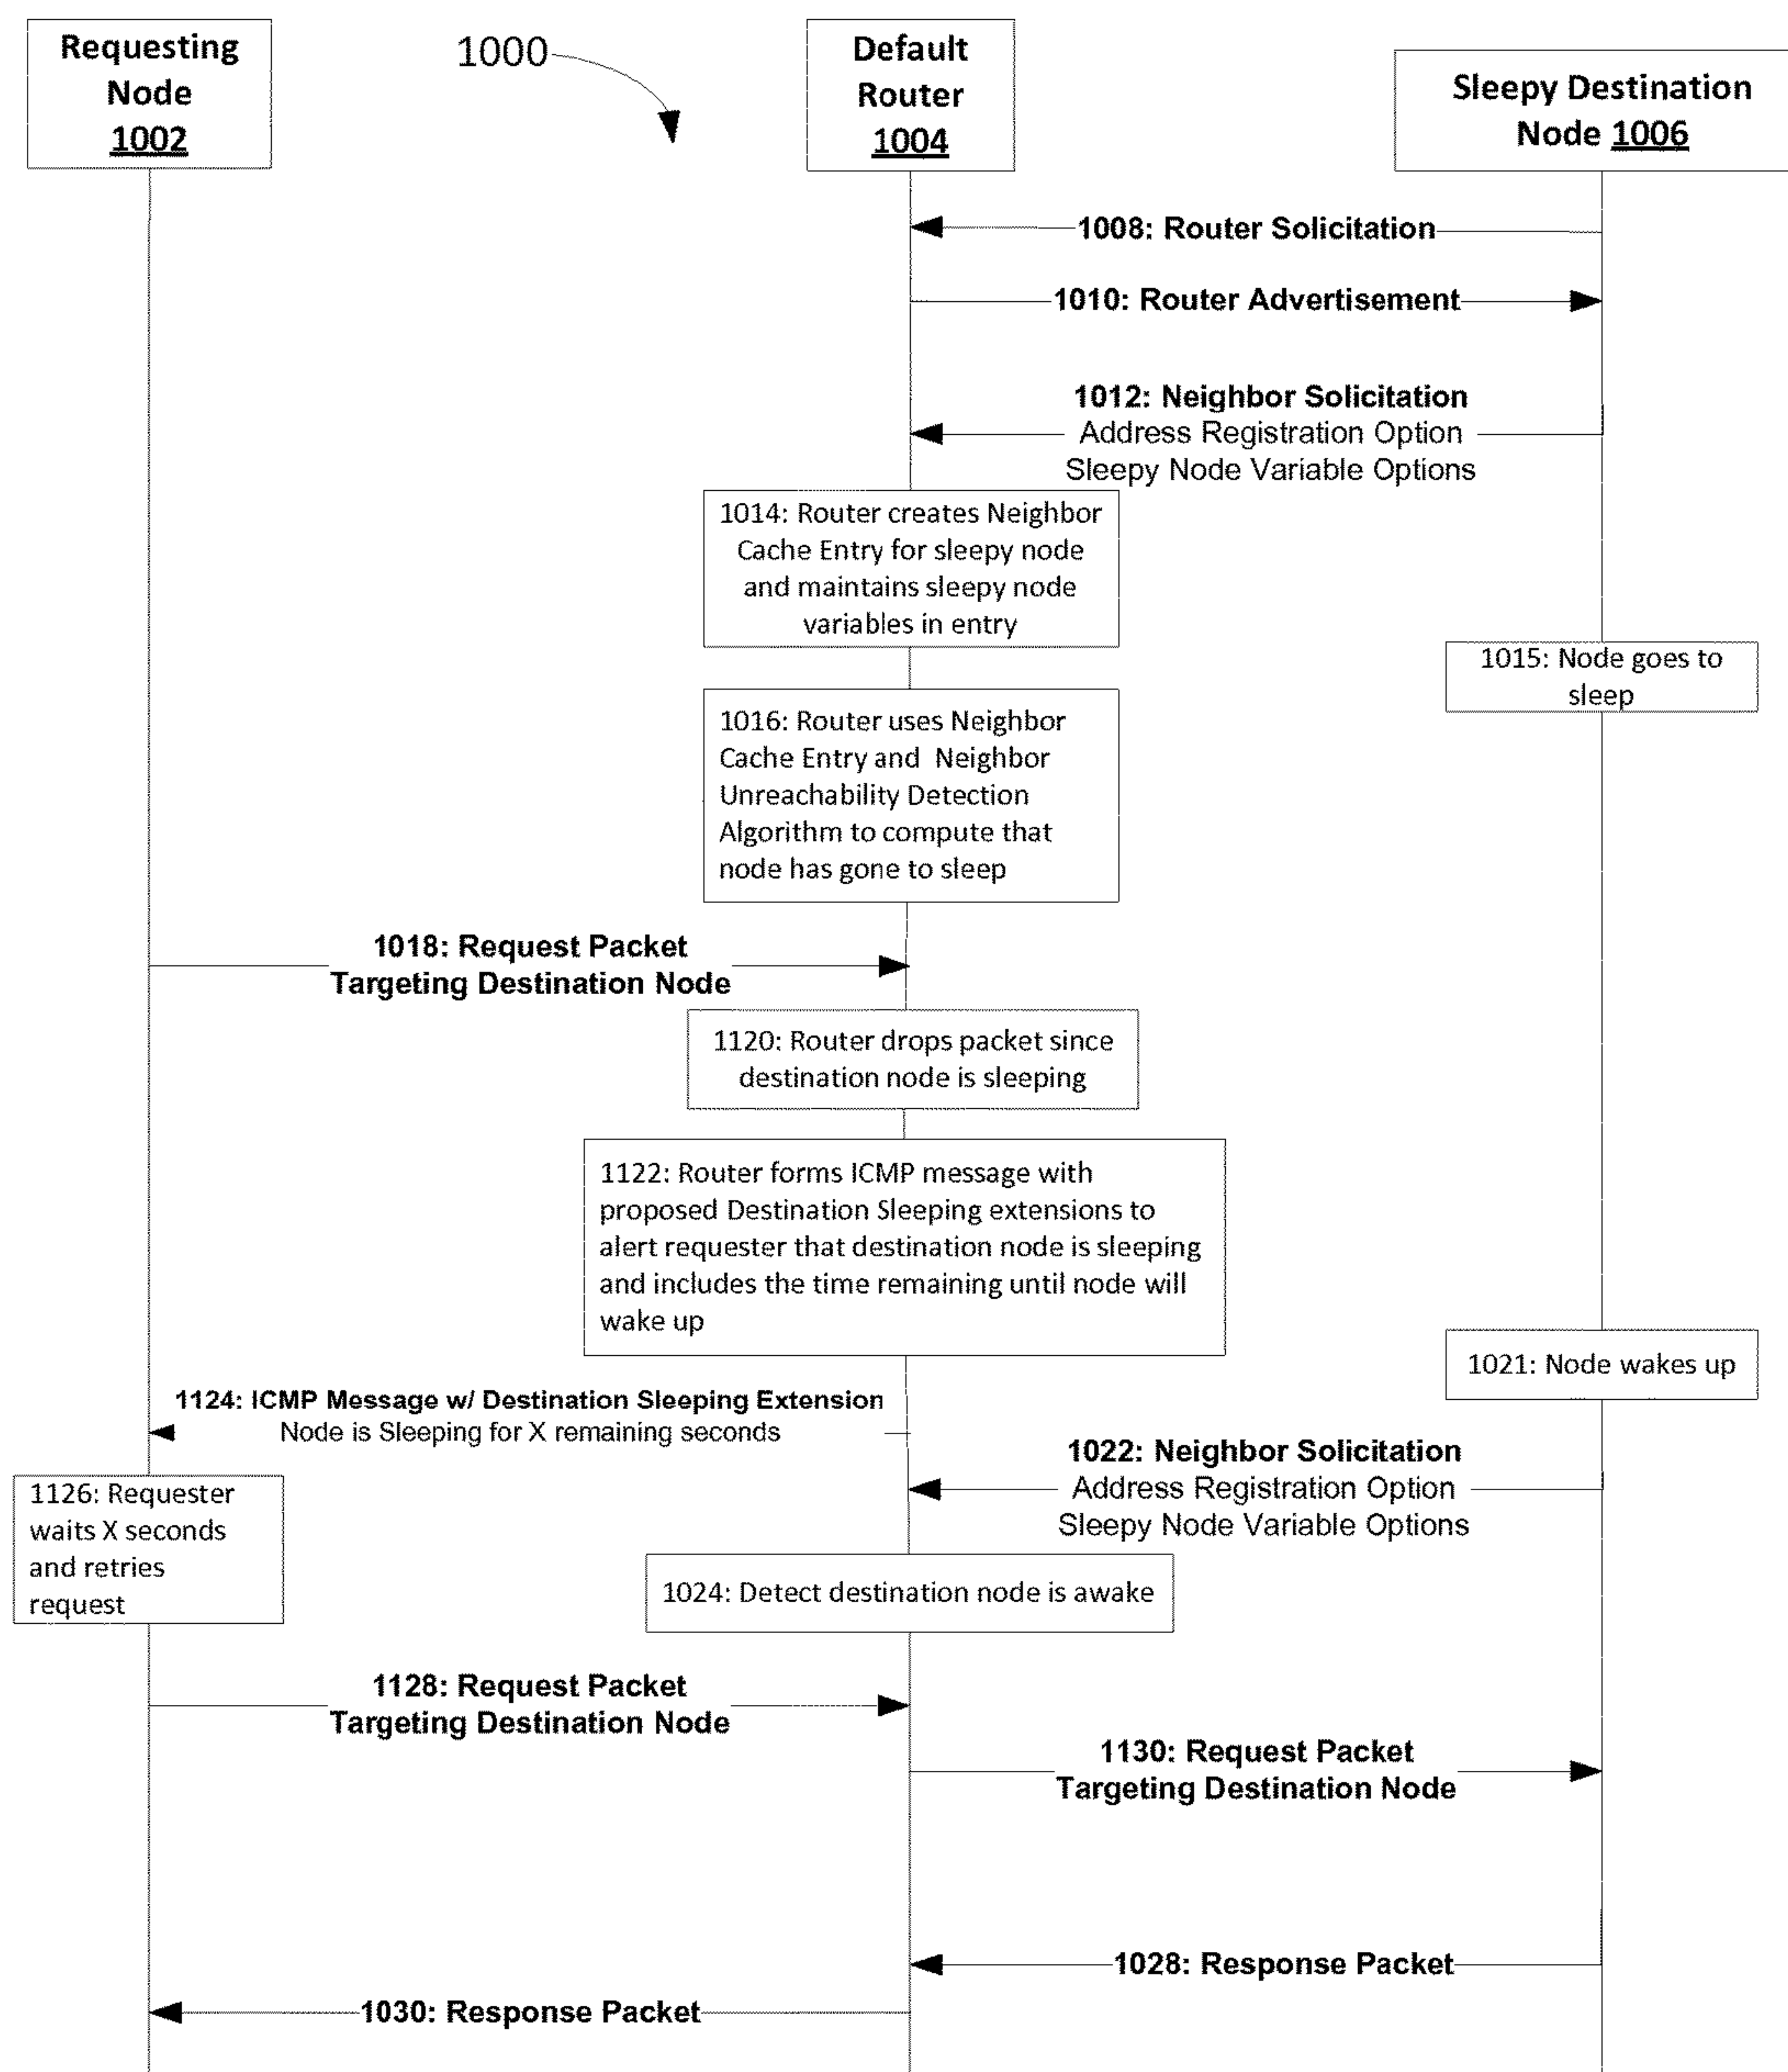 Requesting
Node
1002
1000
Default
Router
1004
Sleepy Destination
Node 1006
1008: Router Solicitation
1010: Router Advertisement
1012: Neighbor Solicitation
Address Registration Option
Sleepy Node Variable Options
1014: Router creates Neighbor
Cache Entry for sleepy node
and maintains sleepy node
variables in entry
1015: Node goes to
sleep
1016: Router uses Neighbor
Cache Entry and Neighbor
Unreachability Detection
Algorithm to compute that
node has gone to sleep
1018: Request Packet
Targeting Destination Node
1120: Router drops packet since
destination node is sleeping
1122: Router forms ICMP message with
proposed Destination Sleeping extensions to
alert requester that destination node is sleeping
and includes the time remaining until node will
wake up
1021: Node wakes up
1124: ICMP Message w/ Destination Sleeping Extension
Node is Sleeping for X remaining seconds
1022: Neighbor Solicitation
Address Registration Option
Sleepy Node Variable Options
1126: Requester
waits X seconds
and retries
request
1024: Detect destination node is awake
1128: Request Packet
Targeting Destination Node
1130: Request Packet
Targeting Destination Node
1028: Response Packet
1030: Response Packet